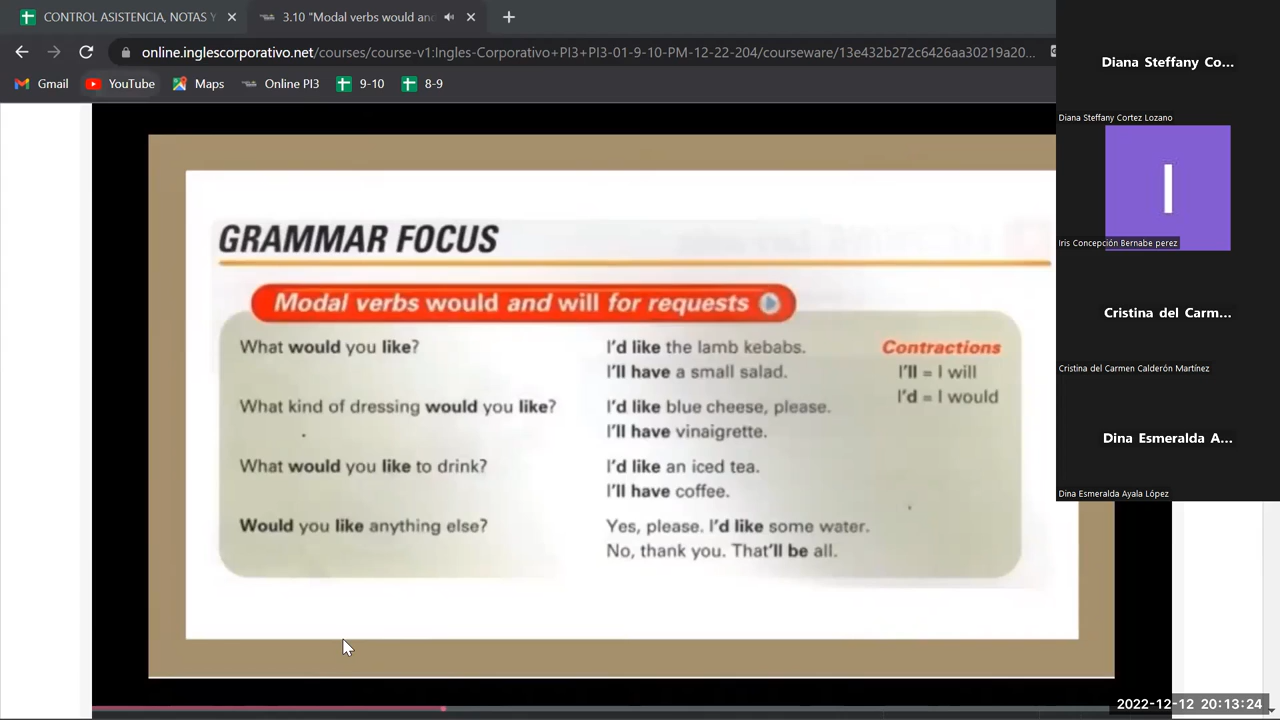 CONTROL ASISTENCIA, NOTAS Y
3.10 "Modal verbs would and
online.inglescorporativo.net/courses/course-v1:Ingles-Corporativo+PI3+PI3-01-9-10-PM-12-22-204/courseware/13e432b272c6426aa30219a20...
Gmail
YouTube
Maps
Online PI3
9-10
8-9
GRAMMAR FOCUS
Modal verbs would and will for requests
What would you like?
I'd like the lamb kebabs.
I'll have a small salad.
What kind of dressing would you like?
I'd like blue cheese, please.
I'll have vinaigrette.
What would you like to drink?
I'd like an iced tea.
I'll have coffee.
Would you like anything else?
Yes, please. I'd like some water.
No, thank you. That'll be all.
Contractions
I'll = I will
I'd = I would
Diana Steffany Co...
Diana Steffany Cortez Lozano
I
Iris Concepción Bernabe perez
Cristina del Carm...
Cristina del Carmen Calderón Martínez
Dina Esmeralda A...
Dina Esmeralda Ayala López
2022-12-12 20:13:24